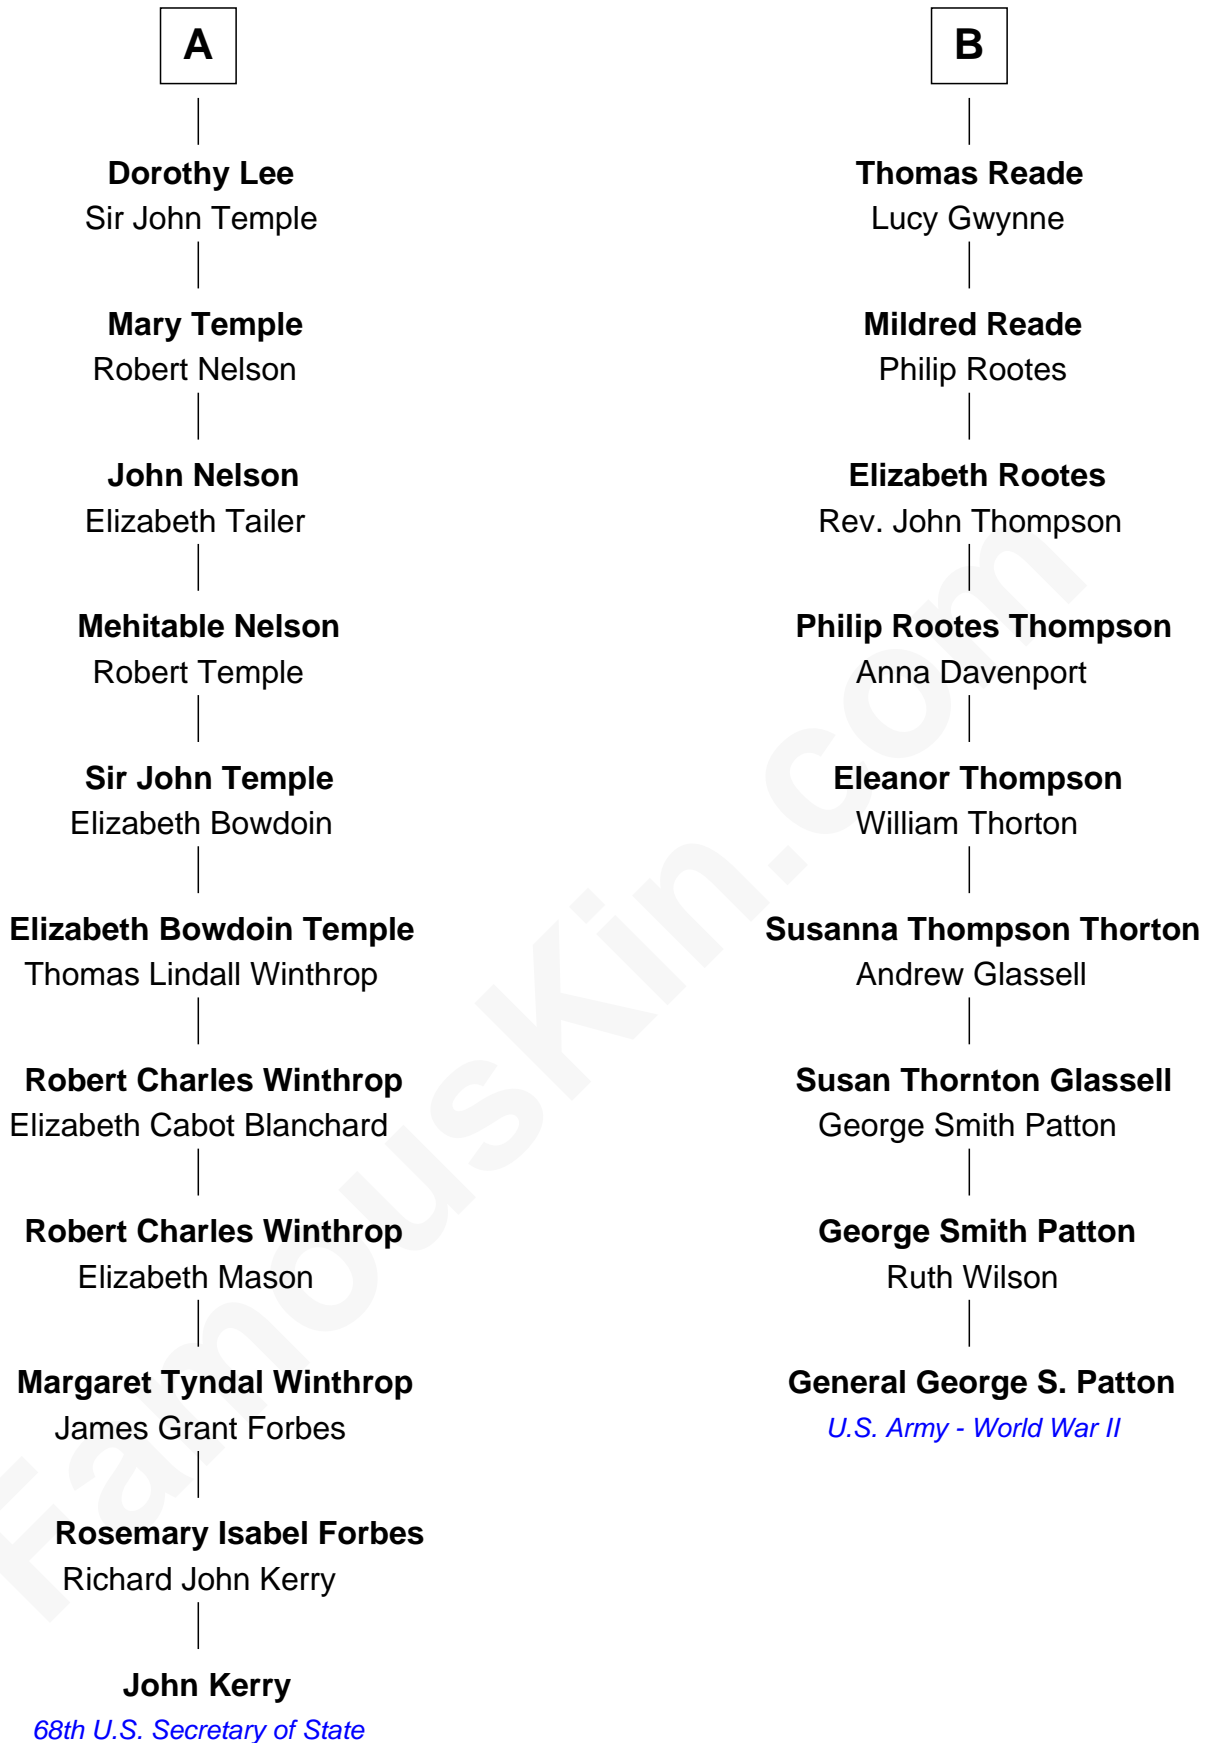 A
Dorothy Lee
Sir John Temple
Mary Temple
Robert Nelson
John Nelson
Elizabeth Tailer
Mehitable Nelson
Robert Temple
Sir John Temple
Elizabeth Bowdoin
Elizabeth Bowdoin Temple
Thomas Lindall Winthrop
Robert Charles Winthrop
Elizabeth Cabot Blanchard
Robert Charles Winthrop
Elizabeth Mason
Margaret Tyndal Winthrop
James Grant Forbes
Rosemary Isabel Forbes
Richard John Kerry
John Kerry
68th U.S. Secretary of State
B
Thomas Reade
Lucy Gwynne
Mildred Reade
Philip Rootes
Elizabeth Rootes
Rev. John Thompson
Philip Rootes Thompson
Anna Davenport
Eleanor Thompson
William Thorton
Susanna Thompson Thorton
Andrew Glassell
Susan Thornton Glassell
George Smith Patton
George Smith Patton
Ruth Wilson
General George S. Patton
U.S. Army - World War II
FamousKin.com